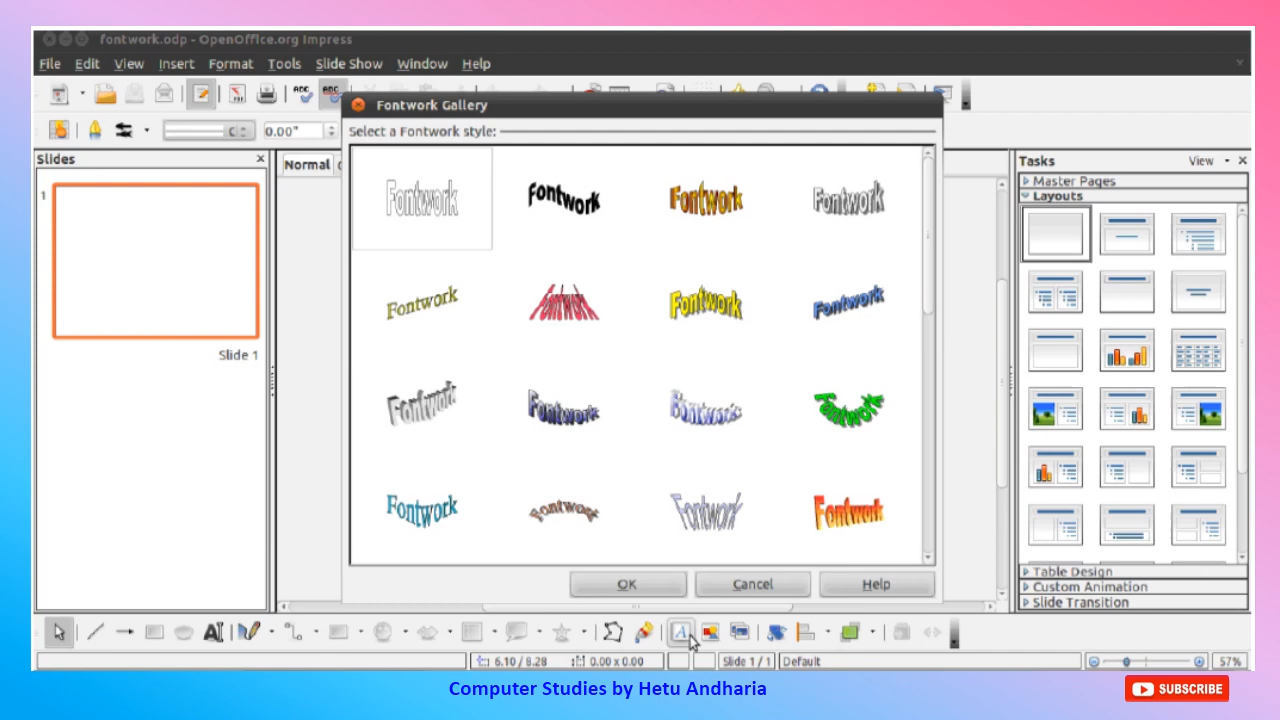 fontwork.odp - OpenOffice.org Impress
File Edit View Insert Format Tools Slide Show Window Help
ABC ABC
Fontwork Gallery
0.00"
Select a Fontwork style:
Slides
1
Slide 1
Normal
Fontwork Fontwork Fontwork Fontwork
Fontwork Fontwork Fontwork Fontwork
Fontwork Fontwork Fontwork Fontwork
Fontwork Fontwork Fontwork Fontwork
OK Cancel Help
Tasks View
Master Pages
Layouts
Table Design
Custom Animation
Slide Transition
6.10 / 8.28 0.00 x 0.00 Slide 1 / 1 Default 57%
Computer Studies by Hetu Andharia
SUBSCRIBE